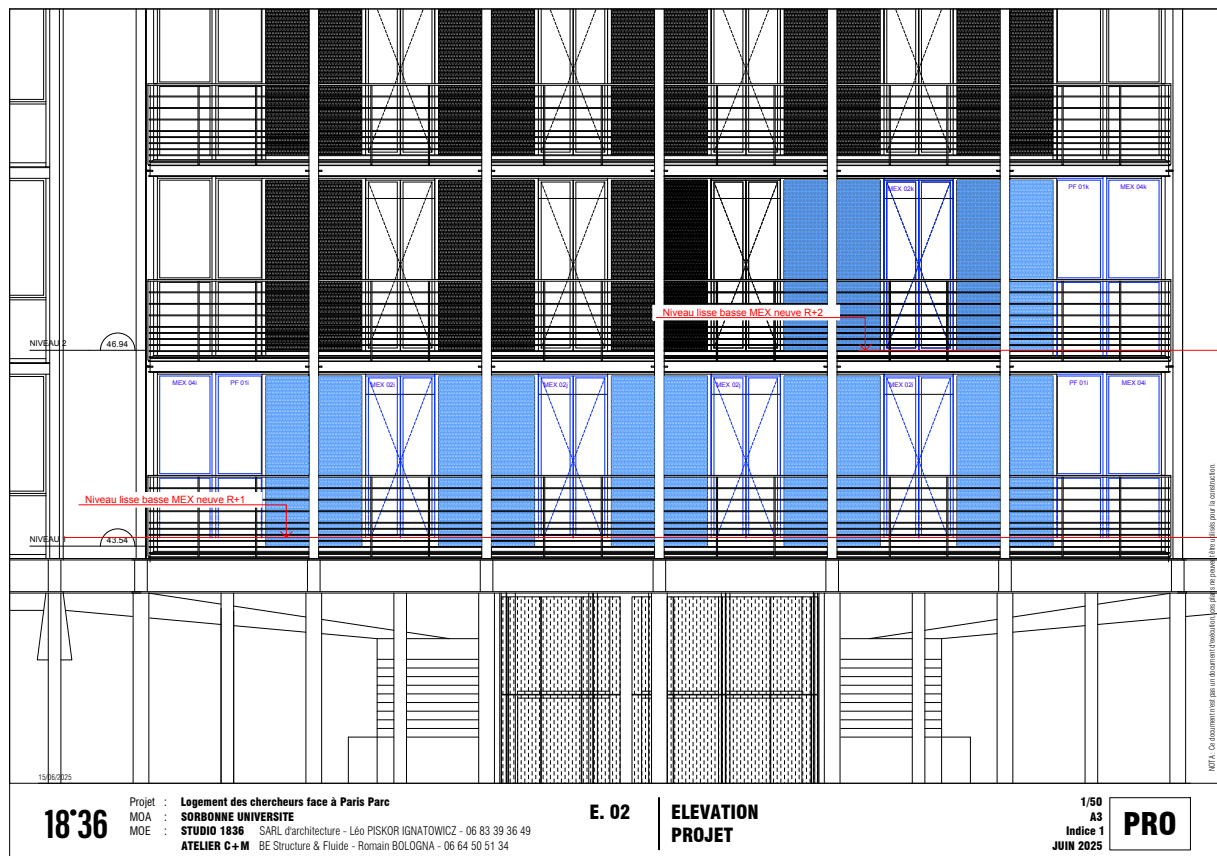 MEX 02k
PF 01k
MEX 04k
Niveau lisse basse MEX neuve R+2
NIVEAU 2
46.94
MEX 04i
PF 01i
MEX 02i
MEX 02j
MEX 02j
MEX 02i
PF 01i
MEX 04i
Niveau lisse basse MEX neuve R+1
NIVEAU 1
43.54
NOTA : Ce document n'est pas un document d'exécution, ces plans ne peuvent être utilisés pour la construction.
15/06/2025
18°36
Projet : Logement des chercheurs face à Paris Parc
MOA : SORBONNE UNIVERSITE
MOE : STUDIO 1836 SARL d'architecture - Léo PISKOR IGNATOWICZ - 06 83 39 36 49
ATELIER C+M BE Structure & Fluide - Romain BOLOGNA - 06 64 50 51 34
E. 02
ELEVATION
PROJET
1/50
A3
Indice 1
JUIN 2025
PRO